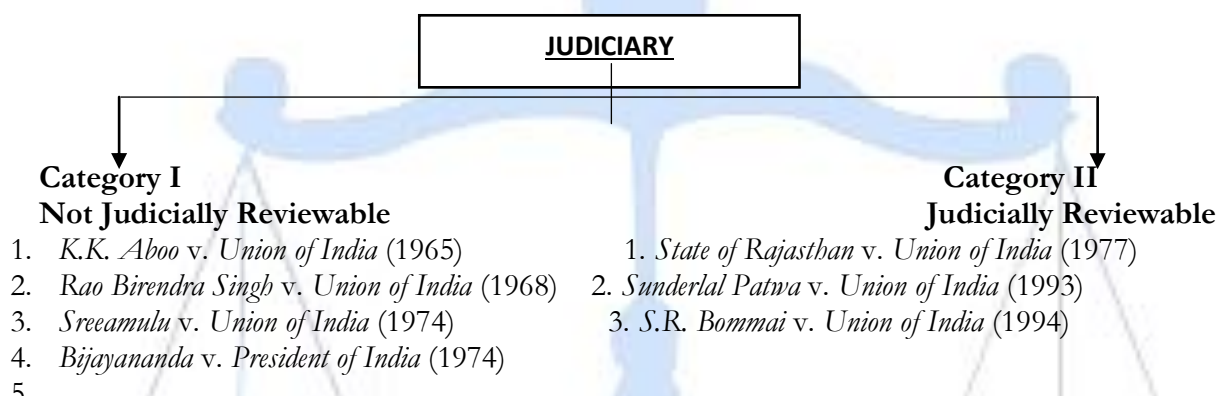 JUDICIARY
Category I
Not Judicially Reviewable
1. K.K. Aboo v. Union of India (1965)
2. Rao Birendra Singh v. Union of India (1968)
3. Sreeamulu v. Union of India (1974)
4. Bijayananda v. President of India (1974)
5
Category II
Judicially Reviewable
1. State of Rajasthan v. Union of India (1977)
2. Sunderlal Patwa v. Union of India (1993)
3. S.R. Bommai v. Union of India (1994)